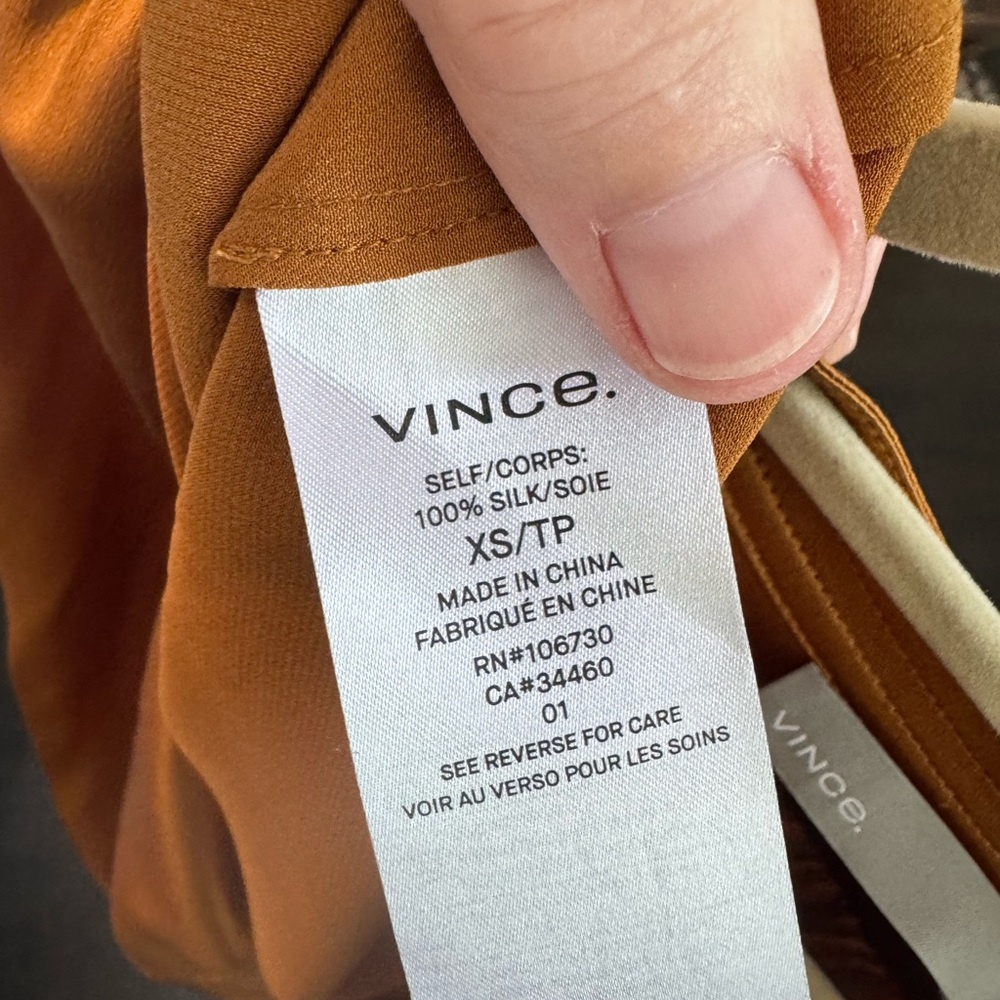 VINCe.
SELF/CORPS:
100% SILK/SOIE
XS/TP
MADE IN CHINA
FABRIQUÉ EN CHINE
RN#106730
CA#34460
01
SEE REVERSE FOR CARE
VOIR AU VERSO POUR LES SOINS
VINCe.